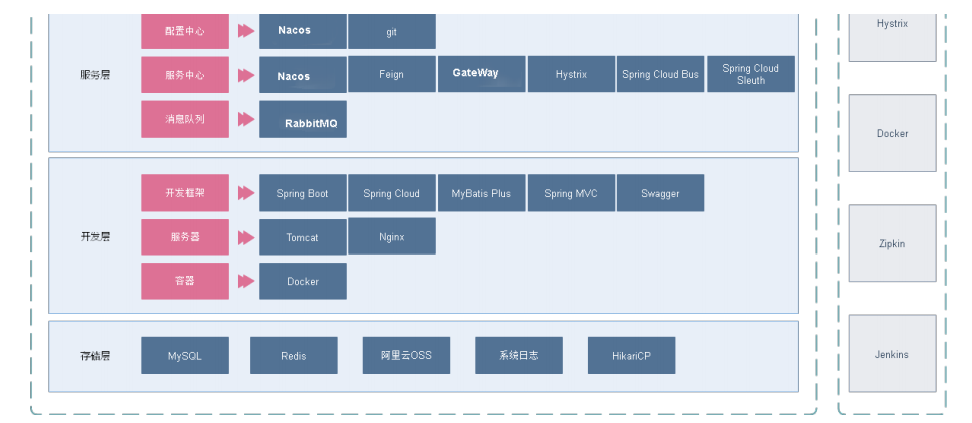 配置中心
Nacos
git
Hystrix
服务层
服务中心
Nacos
Feign
GateWay
Hystrix
Spring Cloud Bus
Spring Cloud
Sleuth
消息队列
RabbitMQ
Docker
开发框架
Spring Boot
Spring Cloud
MyBatis Plus
Spring MVC
Swagger
开发层
服务器
Tomcat
Nginx
Zipkin
容器
Docker
存储层
MySQL
Redis
阿里云OSS
系统日志
HikariCP
Jenkins